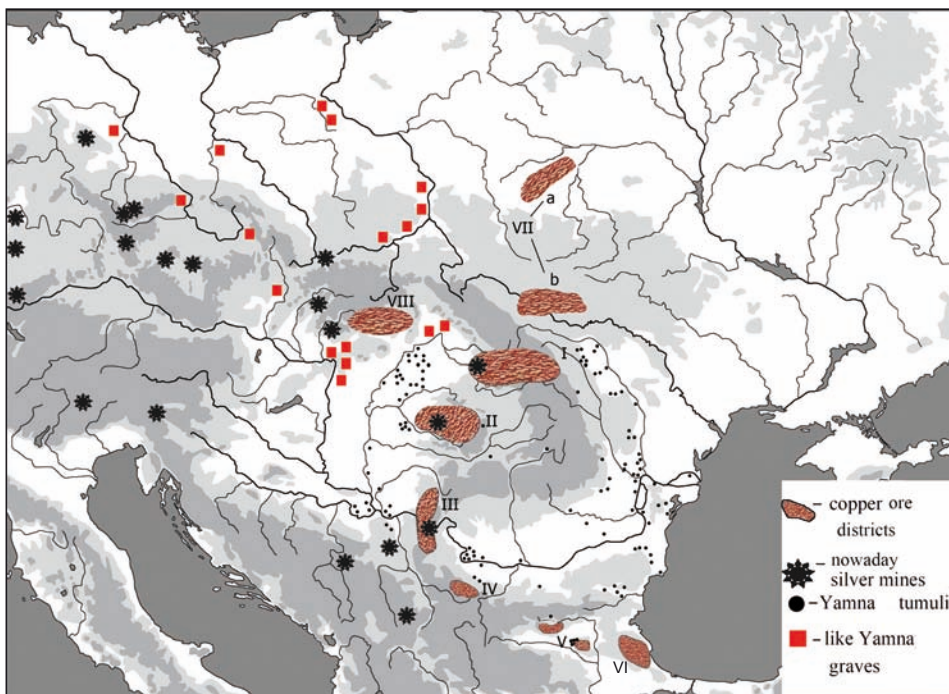 a
VII
b
VIII
I
II
III
IV
V
VI
- copper ore
districts
- nowaday
silver mines
- Yamna tumuli
- like Yamna
graves